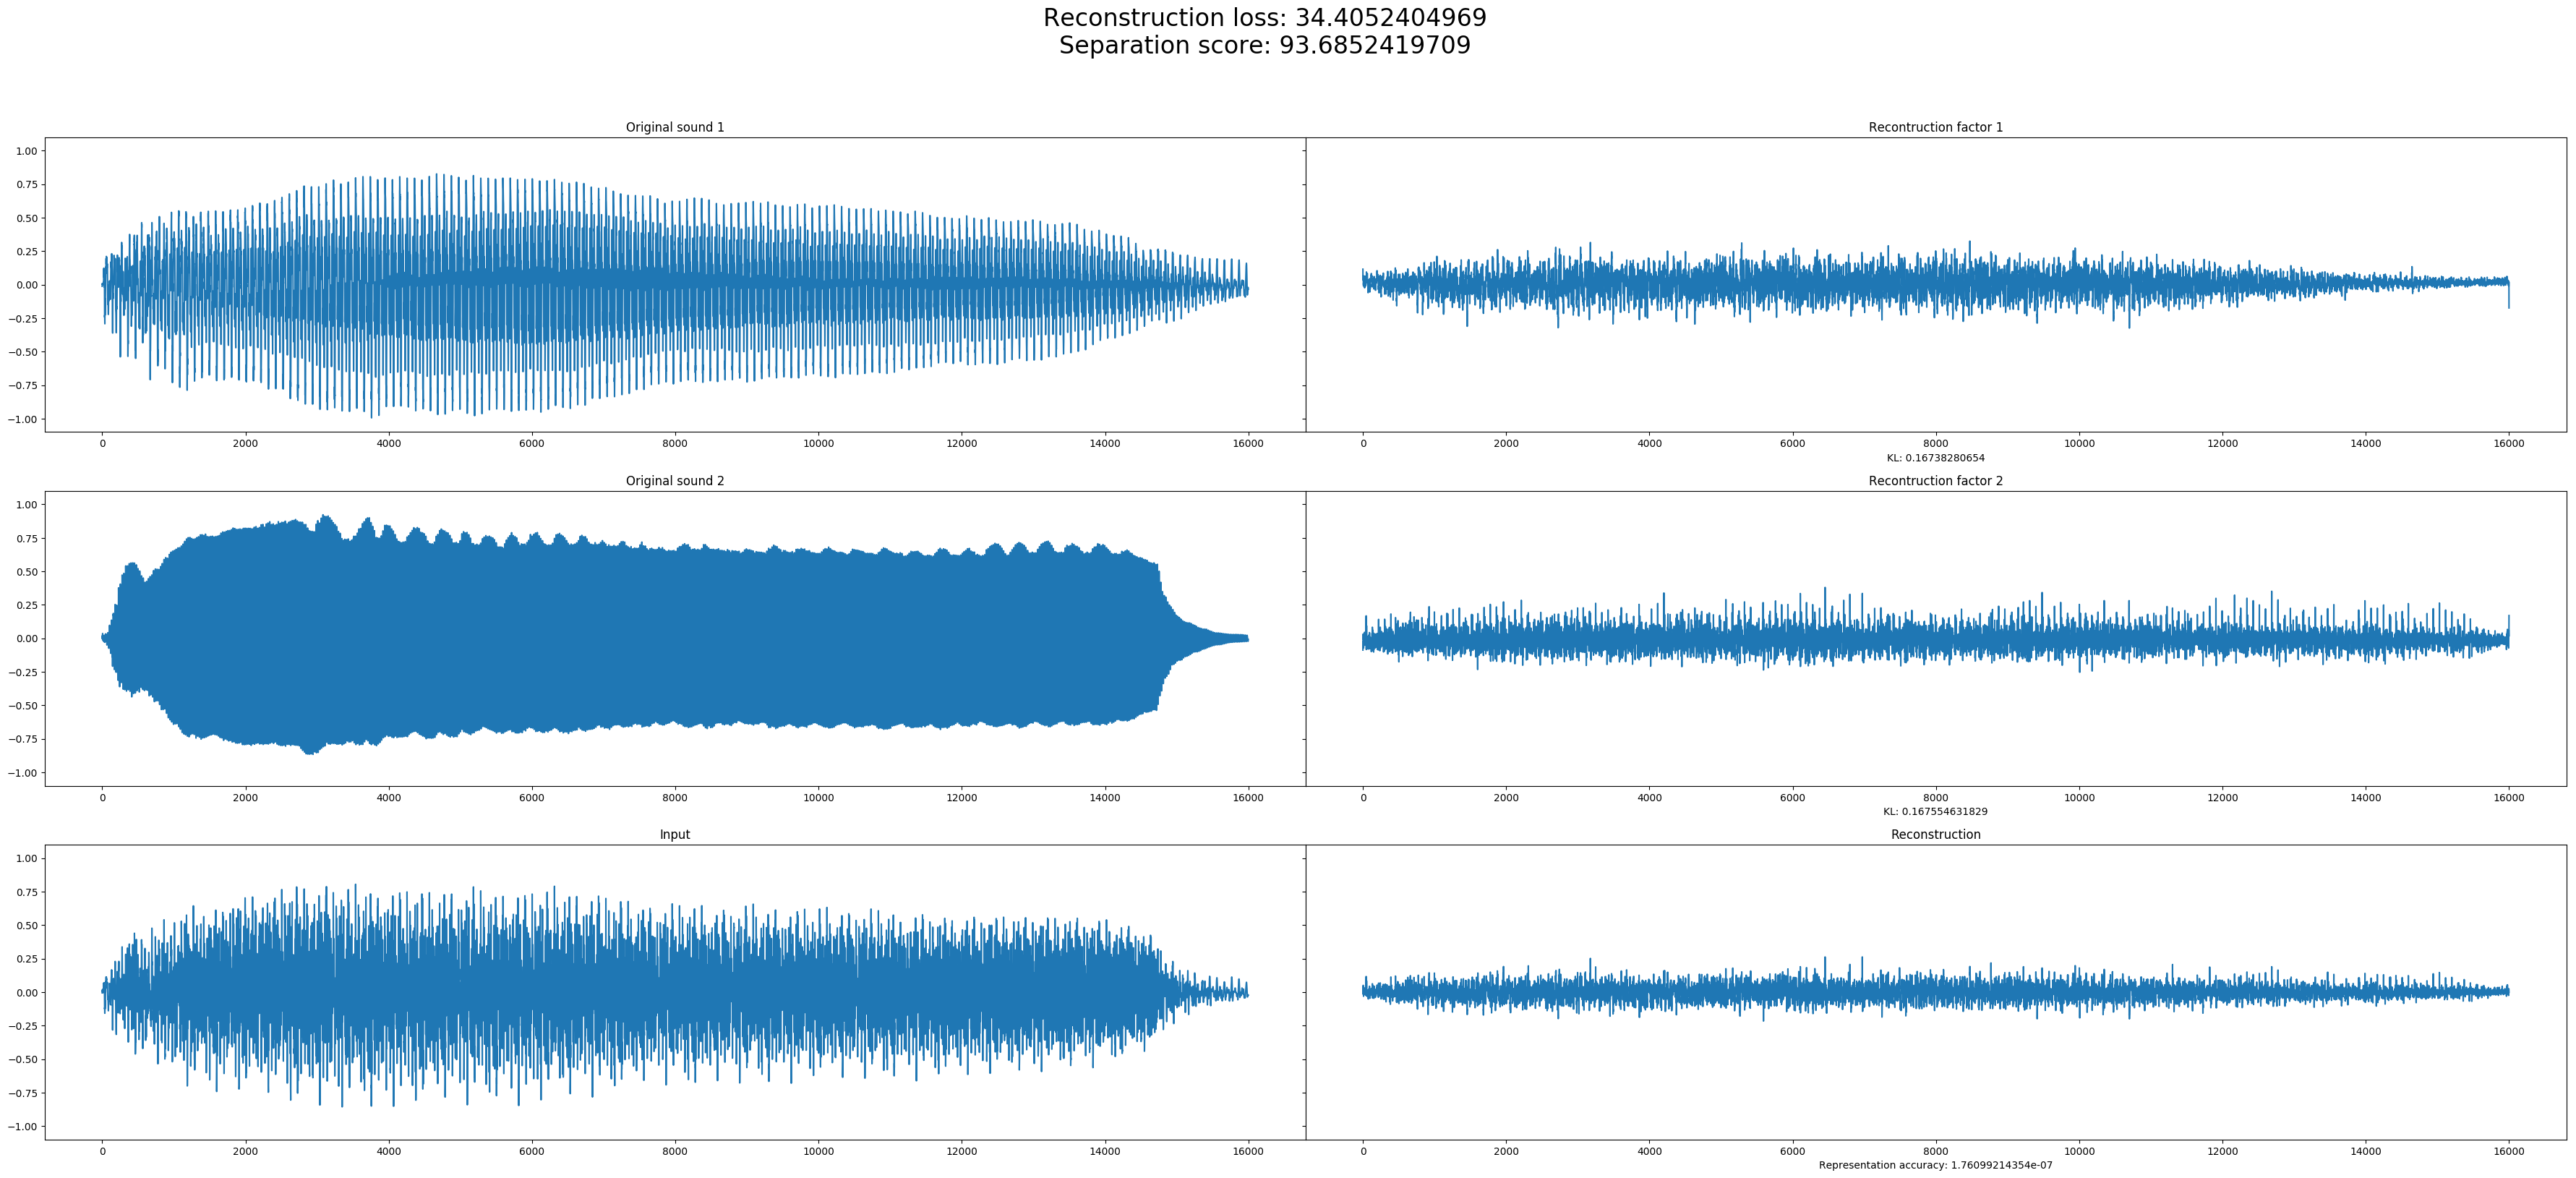 Reconstruction loss: 34.4052404969
Separation score: 93.6852419709
Original sound 1
Recontruction factor 1
1.00
0.75
0.50
0.25
0.00
−0.25
−0.50
−0.75
−1.00
0 2000 4000 6000 8000 10000 12000 14000 16000
0 2000 4000 6000 8000 10000 12000 14000 16000
KL: 0.16738280654
Original sound 2
Recontruction factor 2
1.00
0.75
0.50
0.25
0.00
−0.25
−0.50
−0.75
−1.00
0 2000 4000 6000 8000 10000 12000 14000 16000
0 2000 4000 6000 8000 10000 12000 14000 16000
KL: 0.167554631829
Input
Reconstruction
1.00
0.75
0.50
0.25
0.00
−0.25
−0.50
−0.75
−1.00
0 2000 4000 6000 8000 10000 12000 14000 16000
0 2000 4000 6000 8000 10000 12000 14000 16000
Representation accuracy: 1.76099214354e-07